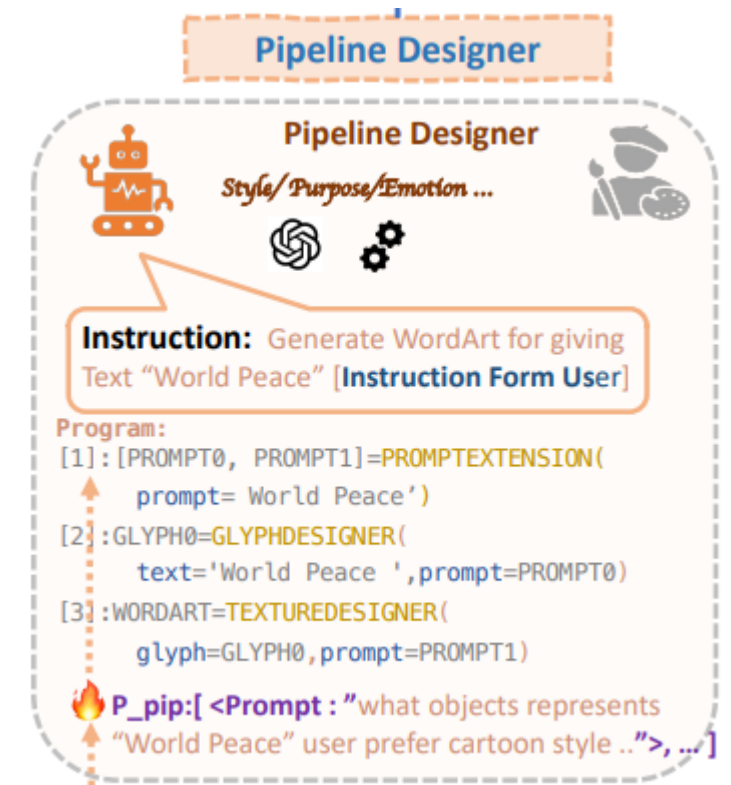 Pipeline Designer
Pipeline Designer
Style/ Purpose/Emotion ...
Instruction: Generate WordArt for giving
Text “World Peace” [Instruction Form User]
Program:
[1]:[PROMPT0, PROMPT1]=PROMPTEXTENSION(
prompt= World Peace’)
[2]:GLYPH0=GLYPHDESIGNER(
text='World Peace ',prompt=PROMPT0)
[3]:WORDART=TEXTUREDESIGNER(
glyph=GLYPH0,prompt=PROMPT1)
P_pip:[ <Prompt : ”what objects represents
“World Peace” user prefer cartoon style ..”>, … ]